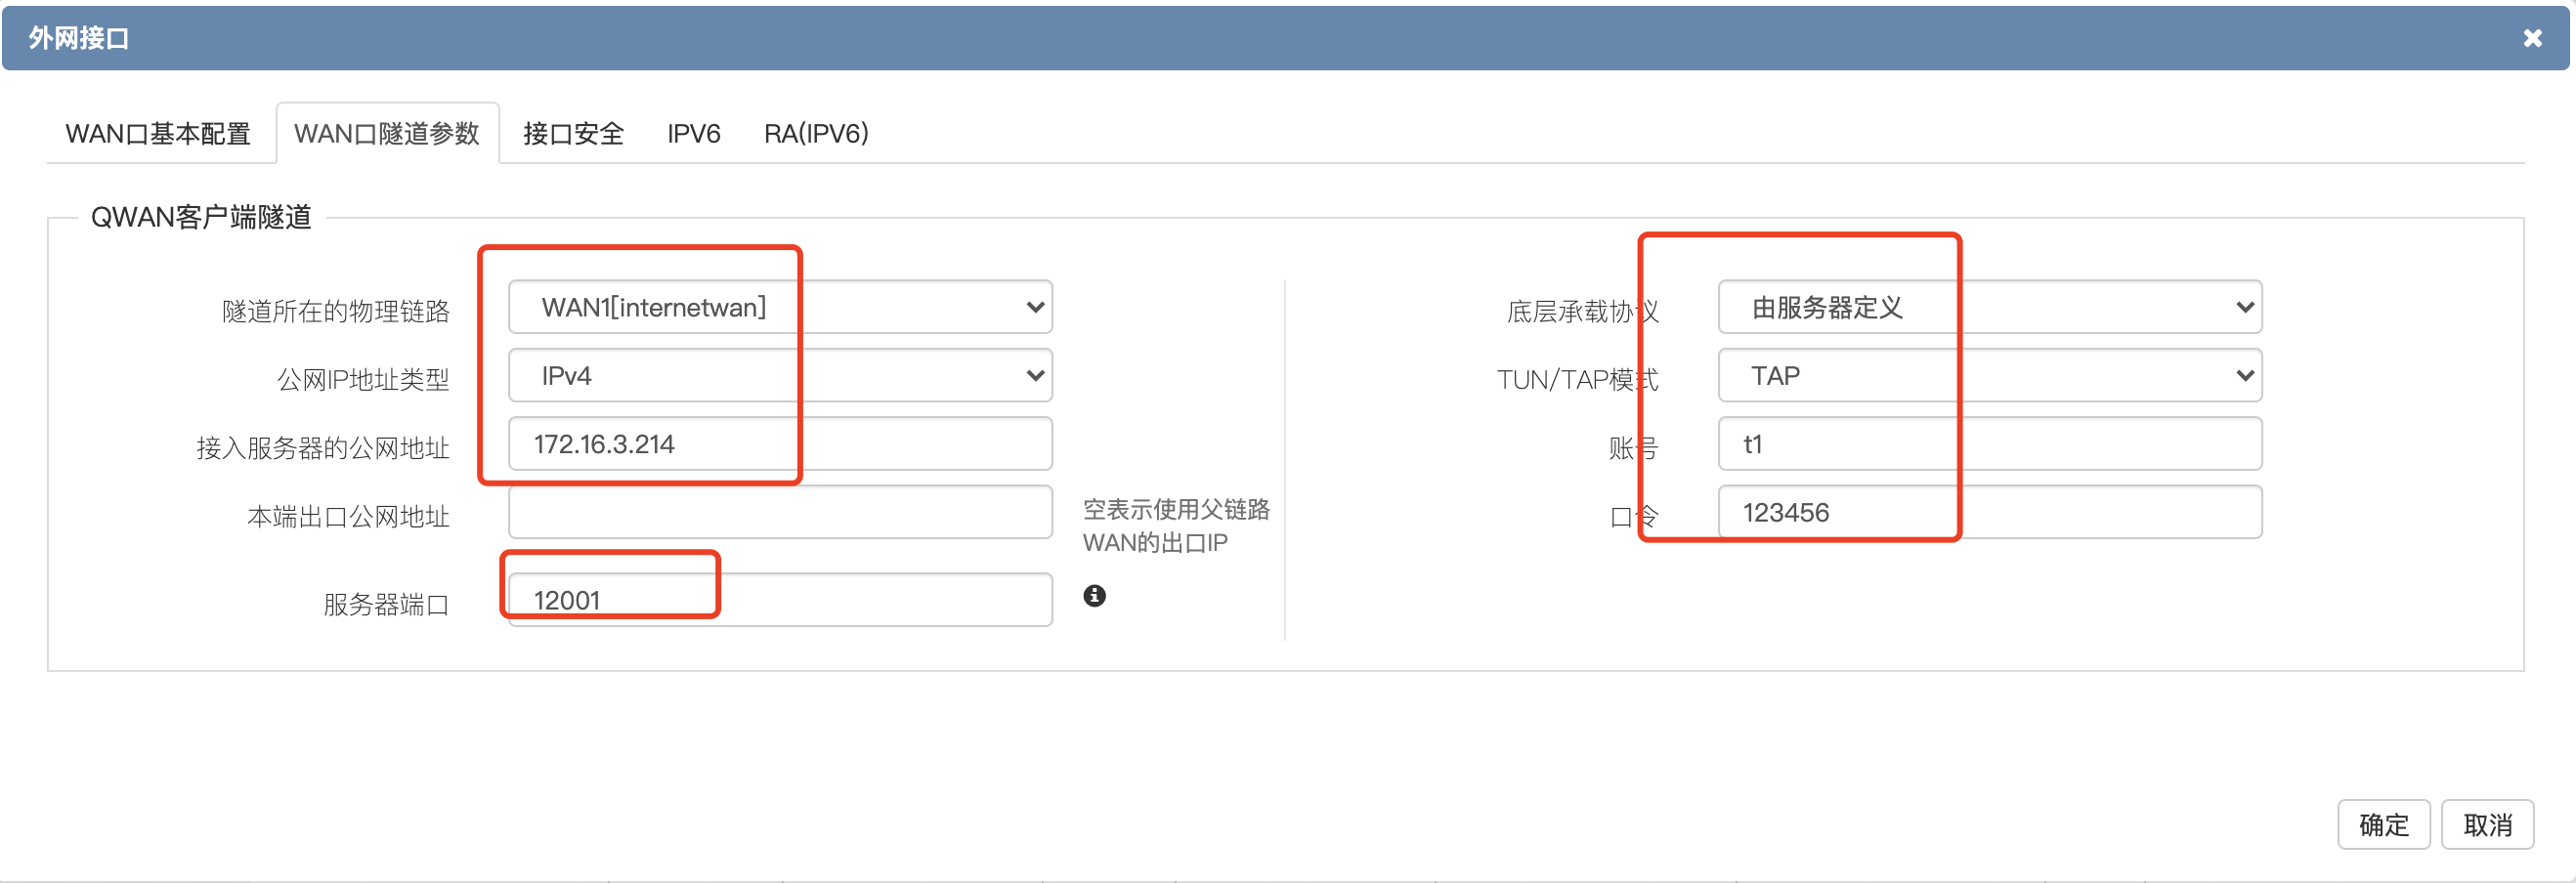 外网接口
WAN口基本配置 WAN口隧道参数 接口安全 IPV6 RA(IPV6)
QWAN客户端隧道
隧道所在的物理链路 WAN1[internetwan]
公网IP地址类型 IPv4
接入服务器的公网地址 172.16.3.214
本端出口公网地址 空表示使用父链路
WAN的出口IP
服务器端口 12001
底层承载协议 由服务器定义
TUN/TAP模式 TAP
账号 t1
口令 123456
确定 取消